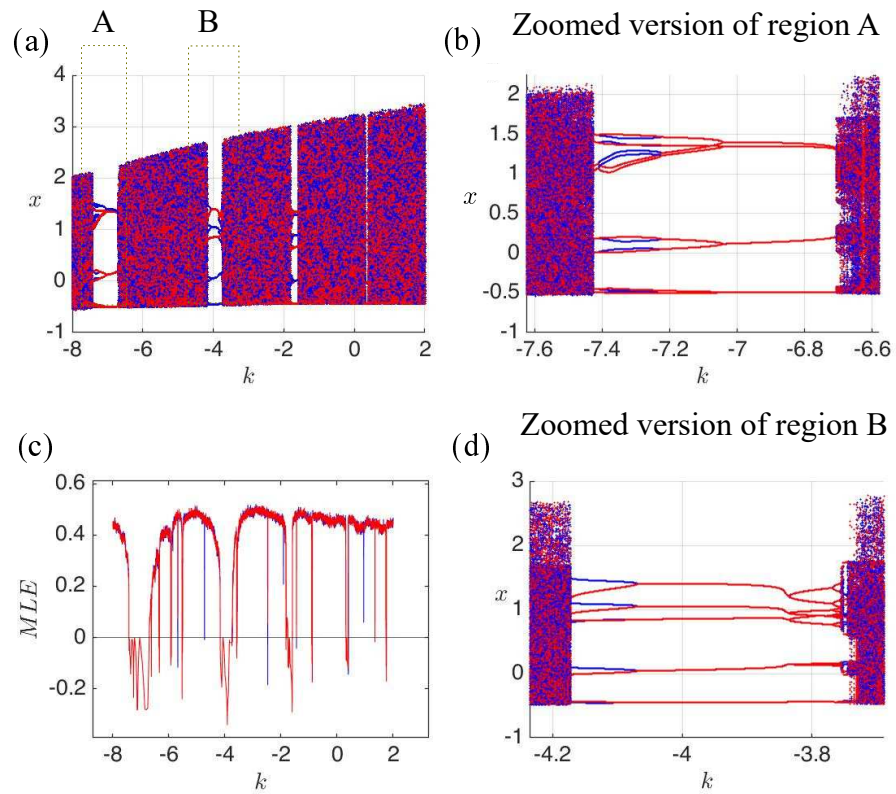 A
B
Zoomed version of region A
(a)
(b)
4
3
2
x
1
0
-1
-8
-6
-4
-2
0
2
k
2
1.5
x
1
0.5
0
-0.5
-1
-7.6
-7.4
-7.2
-7
-6.8
-6.6
k
Zoomed version of region B
(c)
(d)
0.6
0.4
MLE
0.2
0
-0.2
-8
-6
-4
-2
0
2
k
3
2
x
1
0
-1
-4.2
-4
-3.8
k